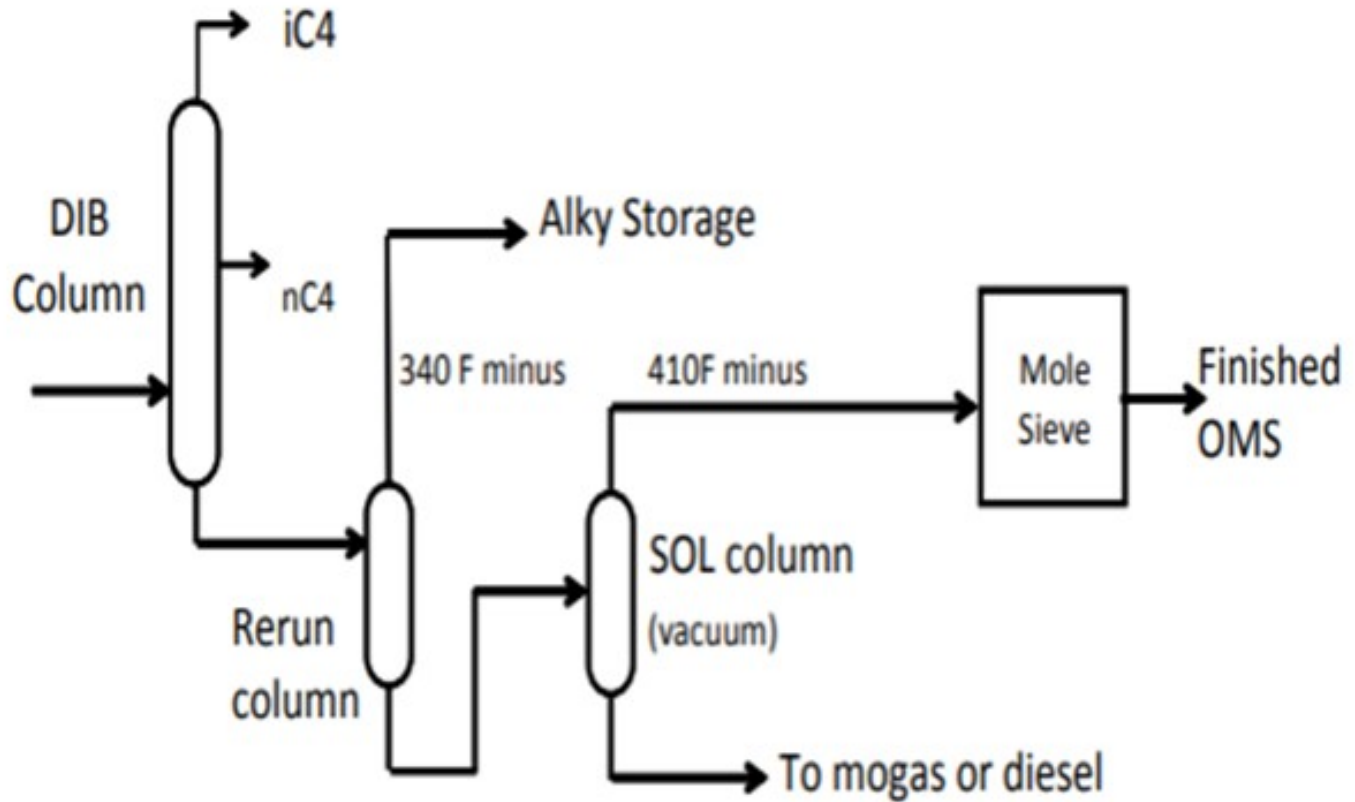 iC4
DIB
Column
nC4
Alky Storage
340 F minus
410F minus
Mole
Sieve
Finished
OMS
Rerun
column
SOL column
(vacuum)
To mogas or diesel